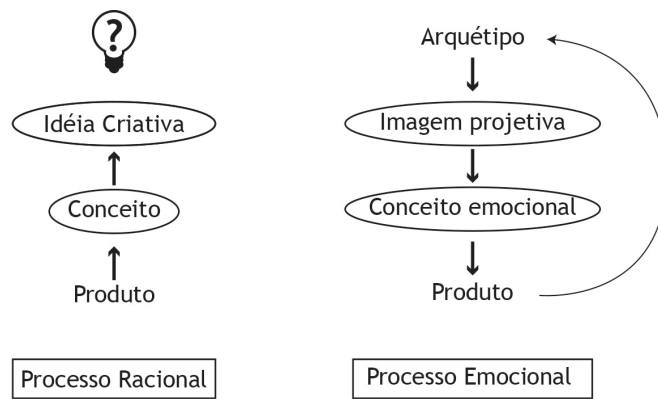 ?
Idéia Criativa
Conceito
Produto
Processo Racional
Arquétipo
Imagem projetiva
Conceito emocional
Produto
Processo Emocional